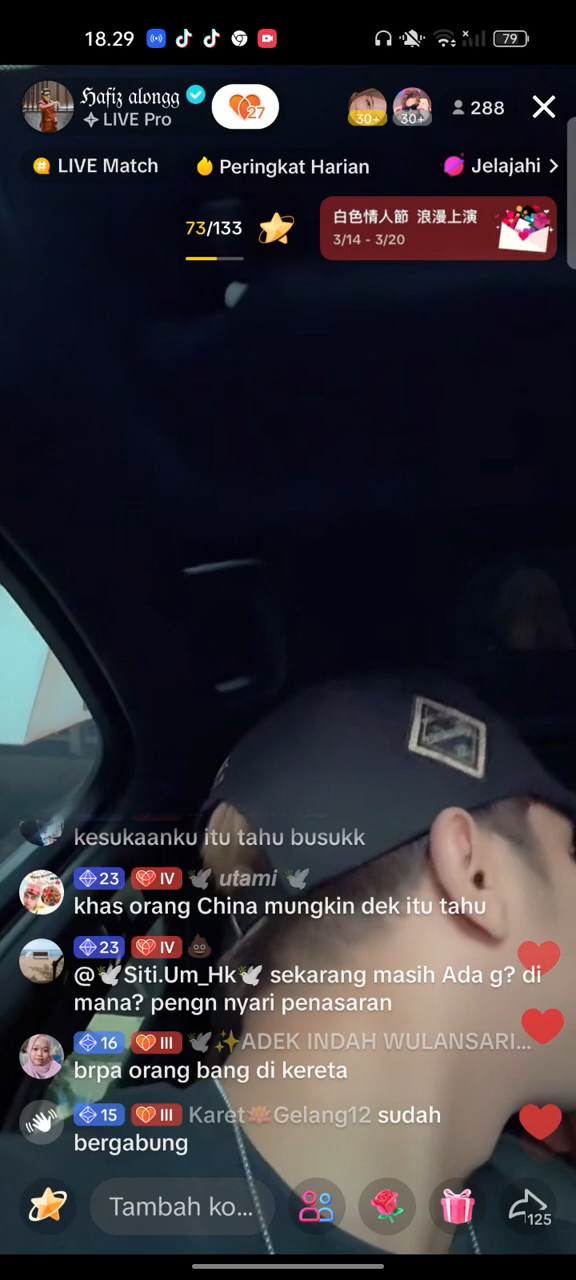 18.29
79
Hafiz alongg
LIVE Pro
27
30+
30+
288
LIVE Match
Peringkat Harian
Jelajahi
73/133
白色情人節 浪漫上演
3/14 - 3/20
kesukaanku itu tahu busukk
23 IV 🕊️ utami 🕊️
khas orang China mungkin dek itu tahu
23 IV 💩
@🕊️Siti.Um_Hk🕊️ sekarang masih Ada g? di
mana? pengn nyari penasaran
16 III 🕊️✨ADEK INDAH WULANSARI...
brpa orang bang di kereta
15 III Karet🪷Gelang12 sudah
bergabung
Tambah ko...
125